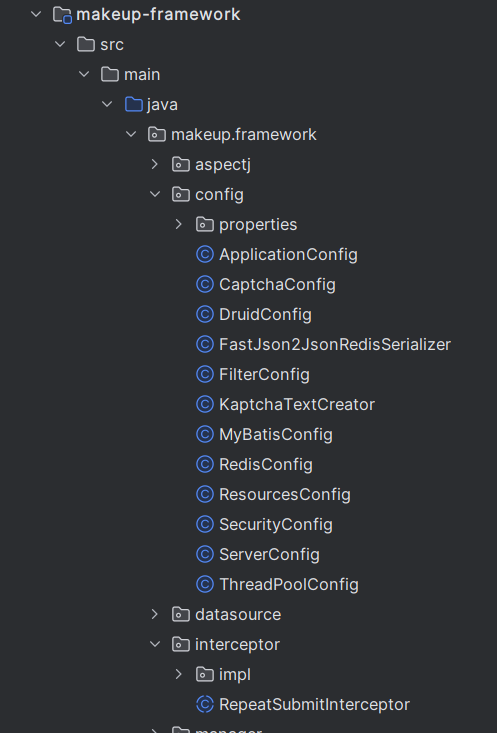 makeup-framework
src
main
java
makeup.framework
aspectj
config
properties
ApplicationConfig
CaptchaConfig
DruidConfig
FastJson2JsonRedisSerializer
FilterConfig
KaptchaTextCreator
MyBatisConfig
RedisConfig
ResourcesConfig
SecurityConfig
ServerConfig
ThreadPoolConfig
datasource
interceptor
impl
RepeatSubmitInterceptor